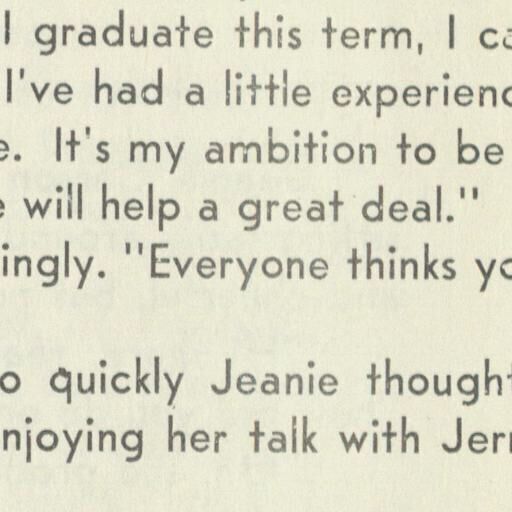 I graduate this term, I ca
I've had a little experienc
e. It's my ambition to be
e will help a great deal."
ingly. "Everyone thinks yo
o quickly Jeanie thought
njoying her talk with Jerr